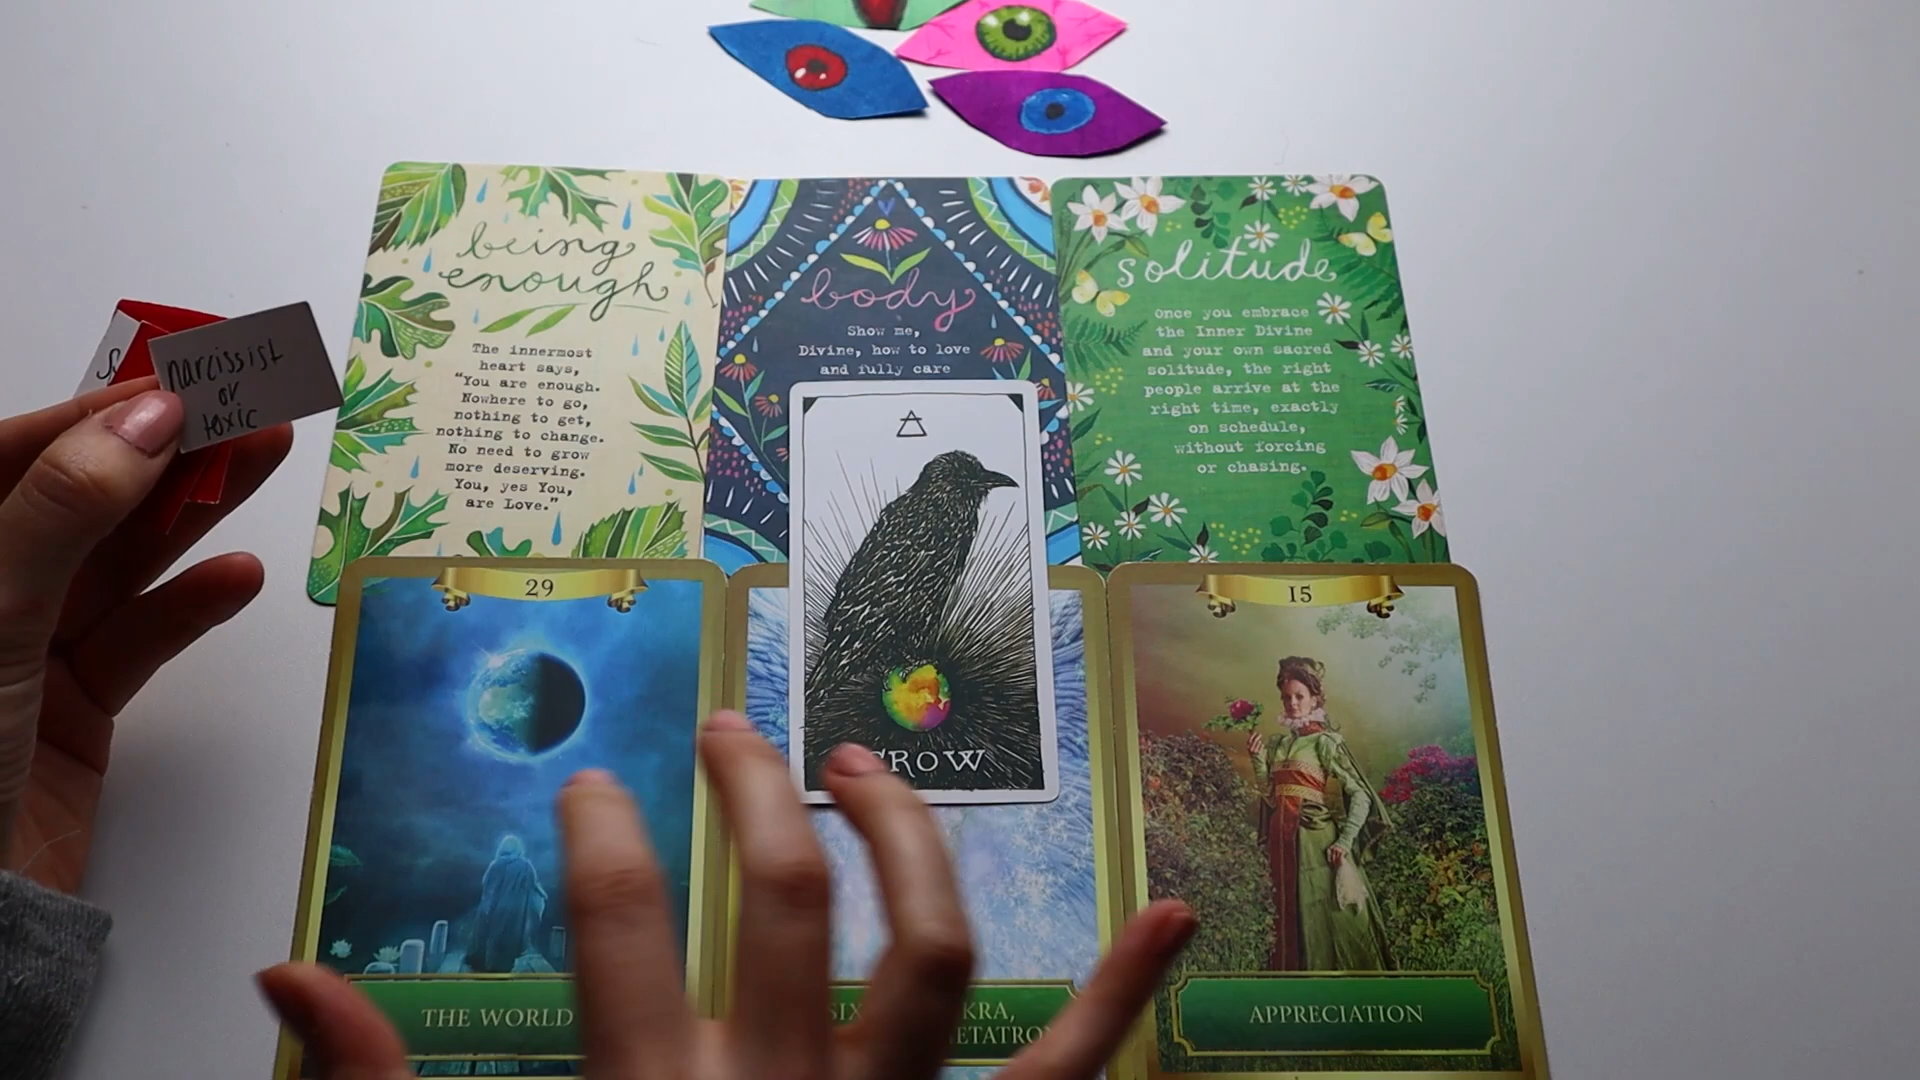 narcissist
or
toxic
being
enough
The innermost
heart says,
"You are enough.
Nowhere to go,
nothing to get,
nothing to change.
No need to grow
more deserving.
You, yes You,
are Love."
body
Show me,
Divine, how to love
and fully care
solitude
Once you embrace
the Inner Divine
and your own sacred
solitude, the right
people arrive at the
right time, exactly
on schedule,
without forcing
or chasing.
CROW
29
THE WORLD
15
APPRECIATION